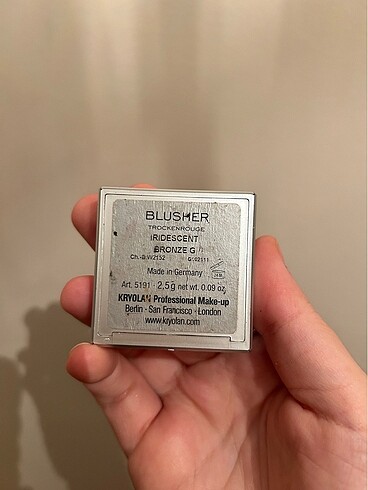 BLUSHER
TROCKENROUGE
IRIDESCENT
BRONZE G
Made in Germany
24 M
Art. 5191 · 2,5 g net wt. 0.09 oz.
KRYOLAN Professional Make-up
Berlin · San Francisco · London
www.kryolan.com